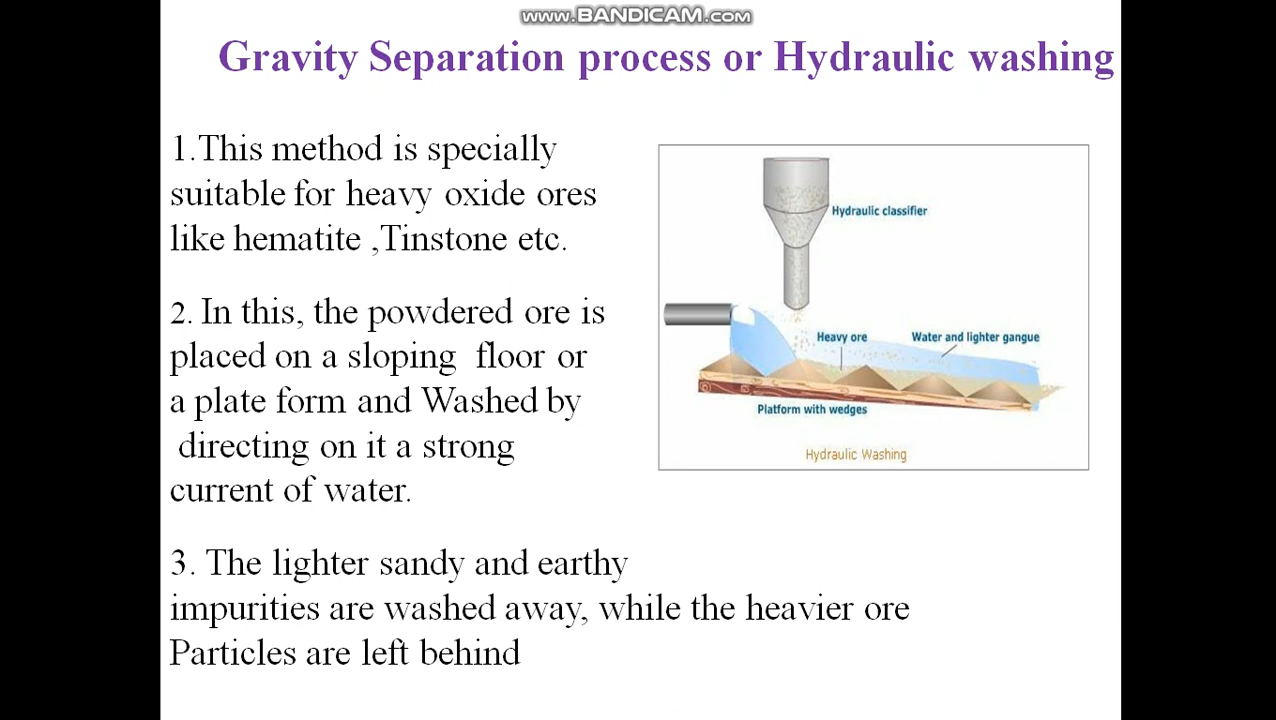 www.BANDICAM.com
Gravity Separation process or Hydraulic washing
1.This method is specially
suitable for heavy oxide ores
like hematite ,Tinstone etc.
2. In this, the powdered ore is
placed on a sloping floor or
a plate form and Washed by
directing on it a strong
current of water.
3. The lighter sandy and earthy
impurities are washed away, while the heavier ore
Particles are left behind
Hydraulic classifier
Heavy ore
Water and lighter gangue
Platform with wedges
Hydraulic Washing